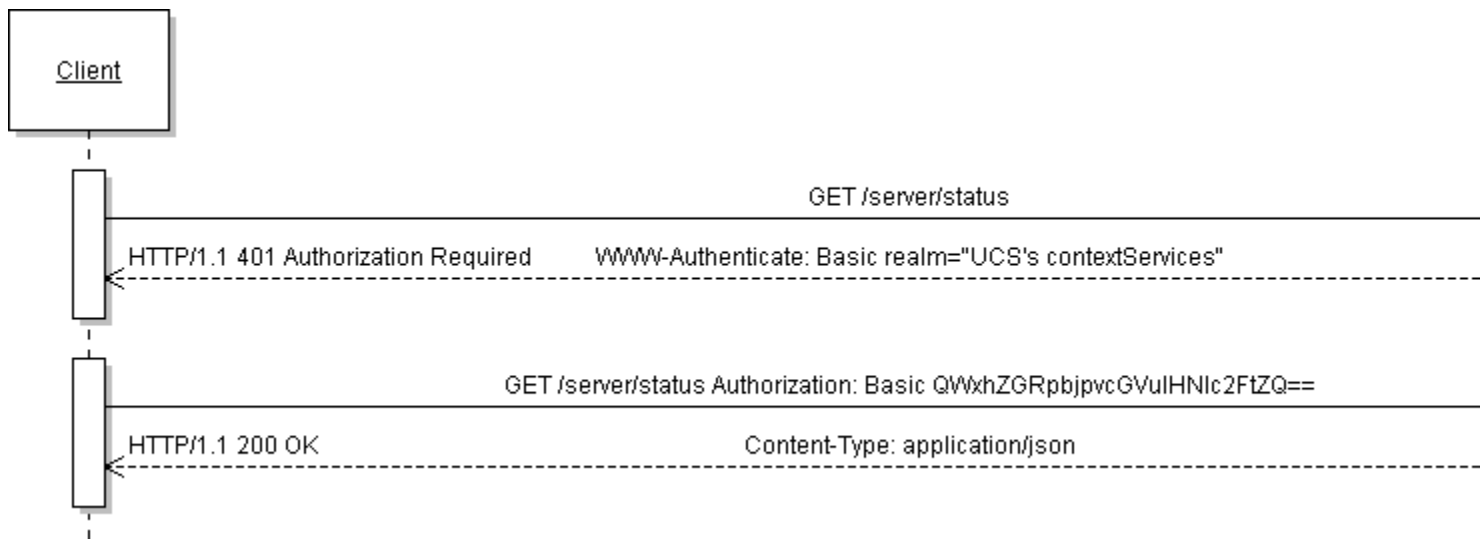 Client
GET /server/status
HTTP/1.1 401 Authorization Required WWW-Authenticate: Basic realm="UCS's contextServices"
GET /server/status Authorization: Basic QWxhZGRpbjpvcGVuIHNlc2FtZQ==
HTTP/1.1 200 OK Content-Type: application/json